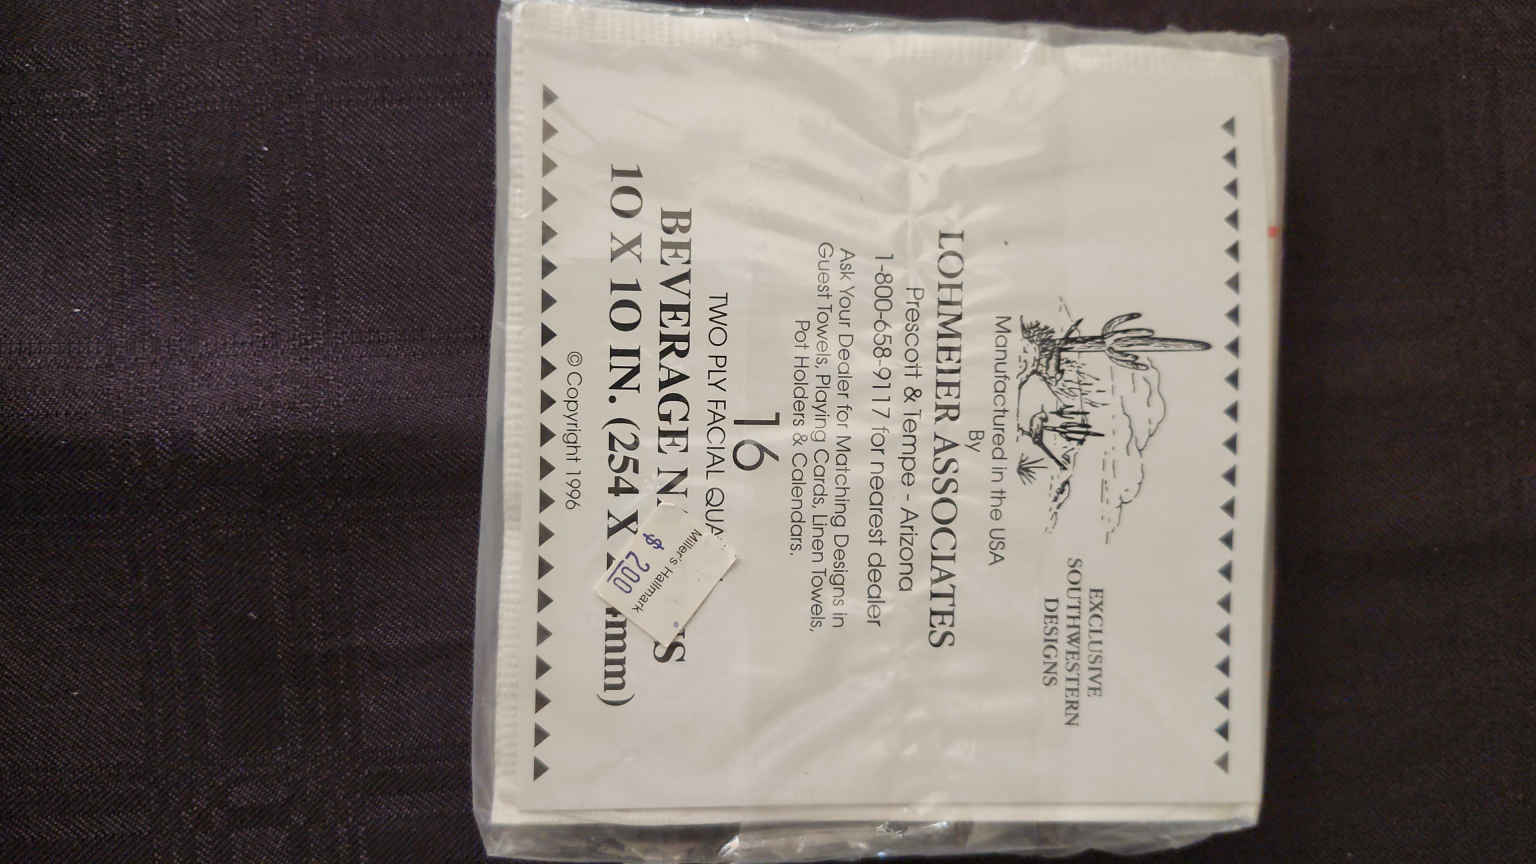 EXCLUSIVE
SOUTHWESTERN
DESIGNS
Manufactured in the USA
By
LOHMEIER ASSOCIATES
Prescott & Tempe - Arizona
1-800-658-9117 for nearest dealer
Ask Your Dealer for Matching Designs in
Guest Towels, Playing Cards, Linen Towels,
Pot Holders & Calendars.
16
TWO PLY FACIAL
BEVERAGE
10 X 10 IN. (254 X mm)
© Copyright 1996
Miller's Hallmark
$ 2.00